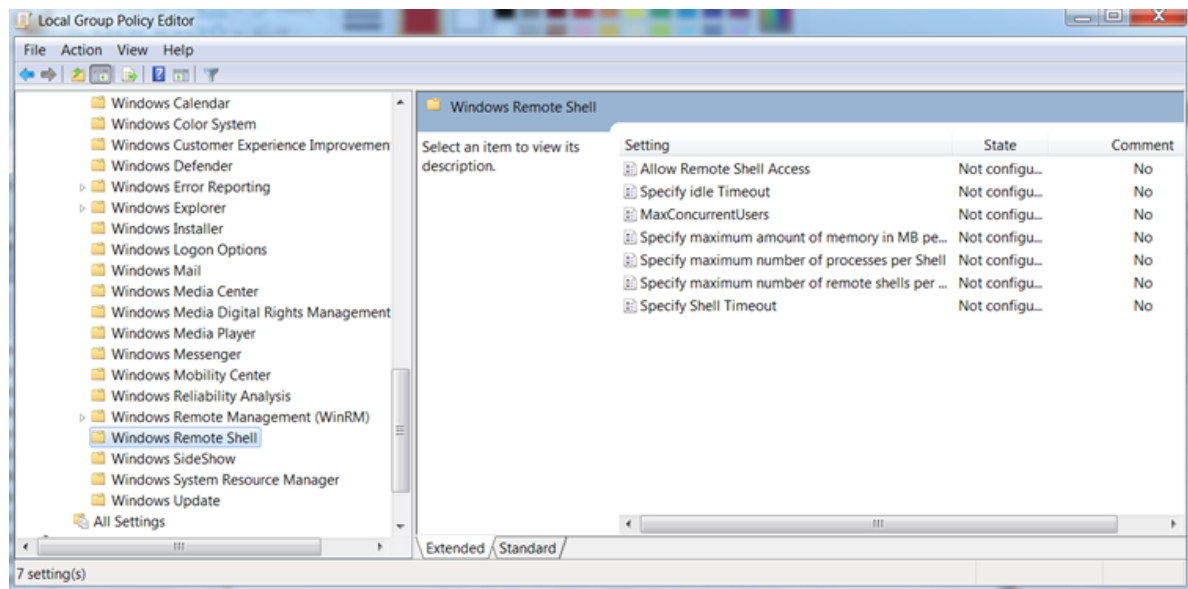 Local Group Policy Editor
File Action View Help
Windows Calendar
Windows Color System
Windows Customer Experience Improvemen
Windows Defender
Windows Error Reporting
Windows Explorer
Windows Installer
Windows Logon Options
Windows Mail
Windows Media Center
Windows Media Digital Rights Management
Windows Media Player
Windows Messenger
Windows Mobility Center
Windows Reliability Analysis
Windows Remote Management (WinRM)
Windows Remote Shell
Windows SideShow
Windows System Resource Manager
Windows Update
All Settings
Windows Remote Shell
Select an item to view its
description.
Setting State Comment
Allow Remote Shell Access Not configu... No
Specify idle Timeout Not configu... No
MaxConcurrentUsers Not configu... No
Specify maximum amount of memory in MB pe... Not configu... No
Specify maximum number of processes per Shell Not configu... No
Specify maximum number of remote shells per ... Not configu... No
Specify Shell Timeout Not configu... No
Extended Standard
7 setting(s)